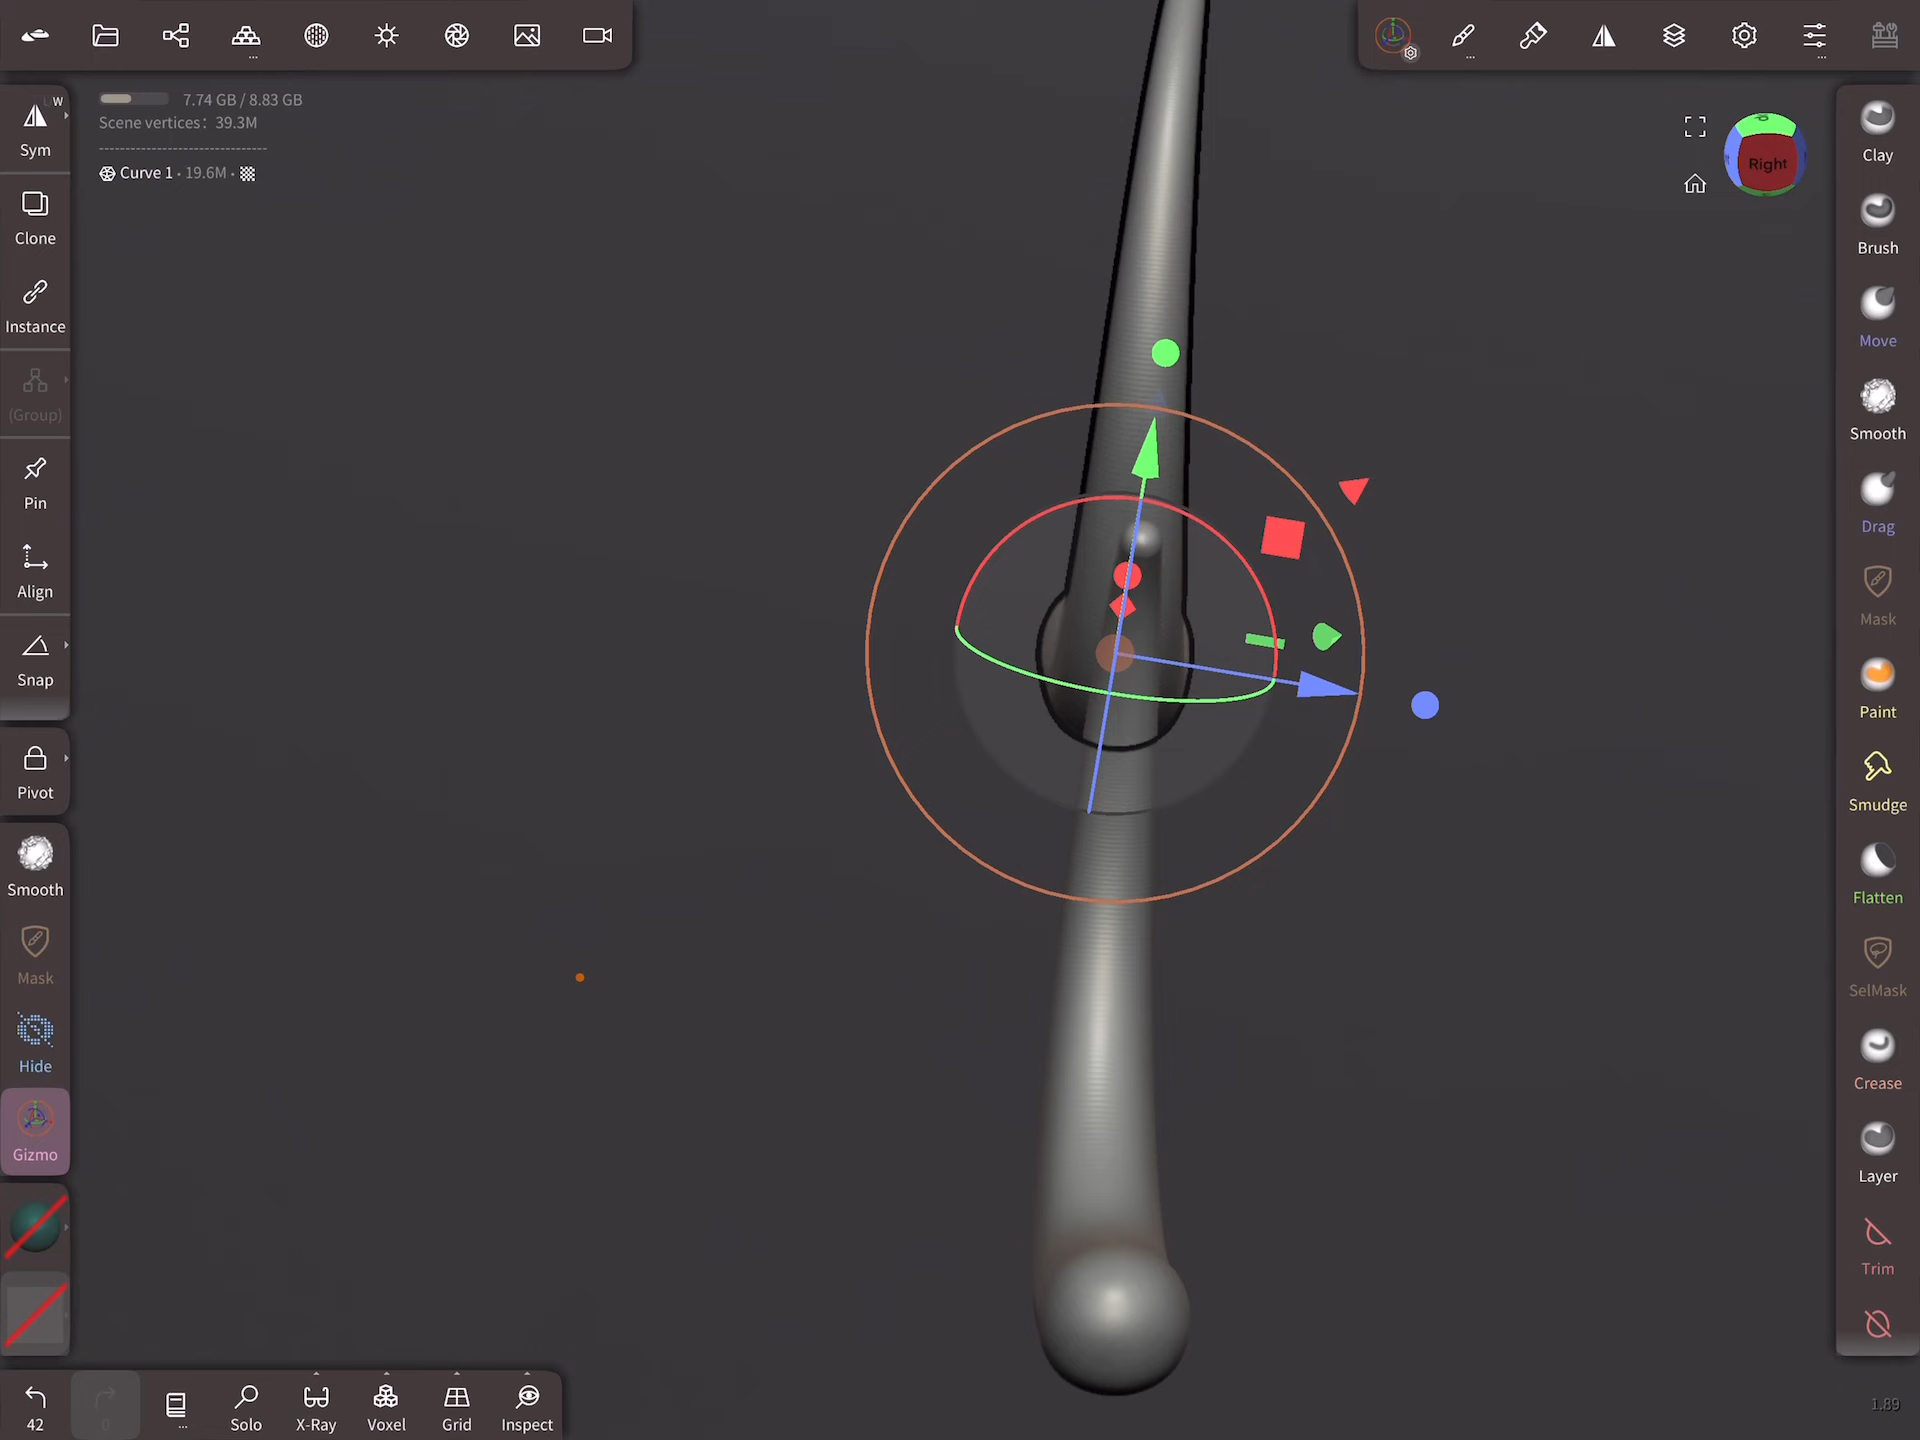 7.74 GB / 8.83 GB
Scene vertices: 39.3M
Curve 1 • 19.6M •
W
Sym
Clone
Instance
(Group)
Pin
Align
Snap
Pivot
Smooth
Mask
Hide
Gizmo
Right
Clay
Brush
Move
Smooth
Drag
Mask
Paint
Smudge
Flatten
SelMask
Crease
Layer
Trim
42
0
Solo
X-Ray
Voxel
Grid
Inspect
1.89